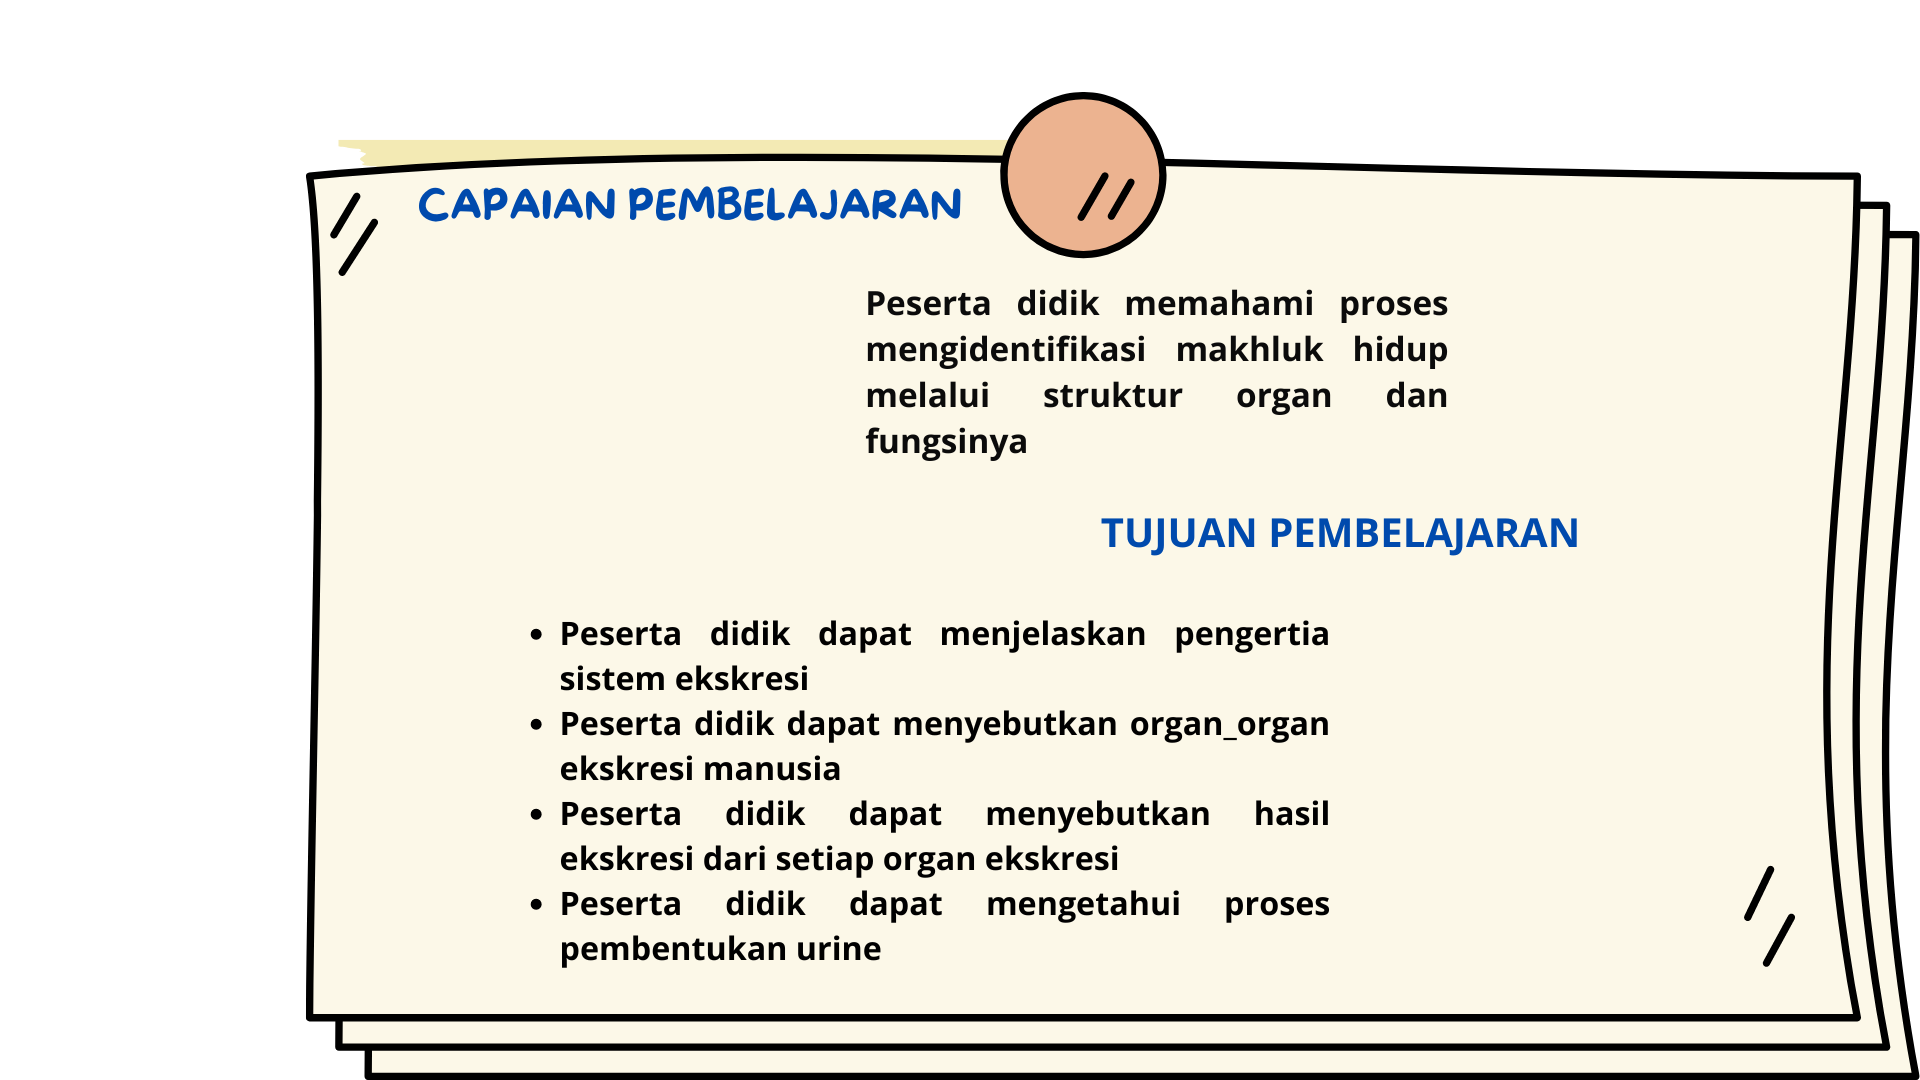 CAPAIAN PEMBELAJARAN
Peserta didik memahami proses
mengidentifikasi makhluk hidup
melalui struktur organ dan
fungsinya
TUJUAN PEMBELAJARAN
• Peserta didik dapat menjelaskan pengertia
sistem ekskresi
• Peserta didik dapat menyebutkan organ_organ
ekskresi manusia
• Peserta didik dapat menyebutkan hasil
ekskresi dari setiap organ ekskresi
• Peserta didik dapat mengetahui proses
pembentukan urine